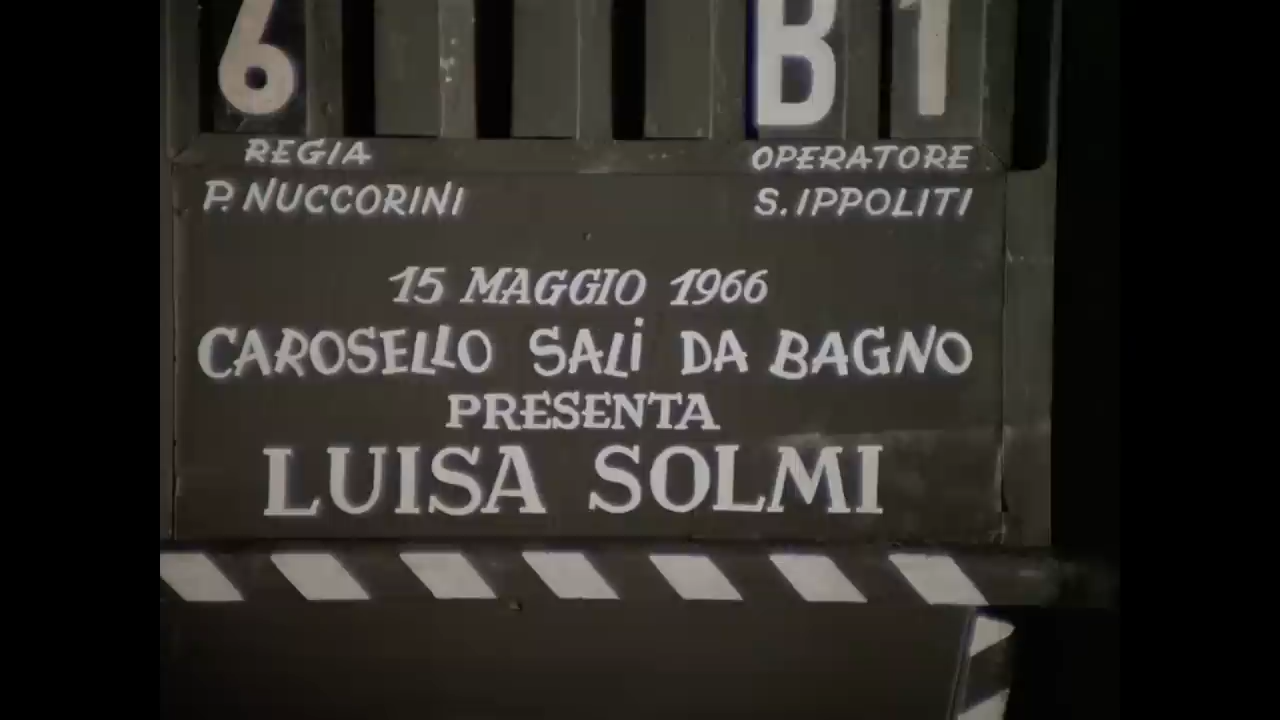 6 B 1
REGIA OPERATORE
P. NUCCORINI S. IPPOLITI
15 MAGGIO 1966
CAROSELLO SALi DA BAGNO
PRESENTA
LUISA SOLMI